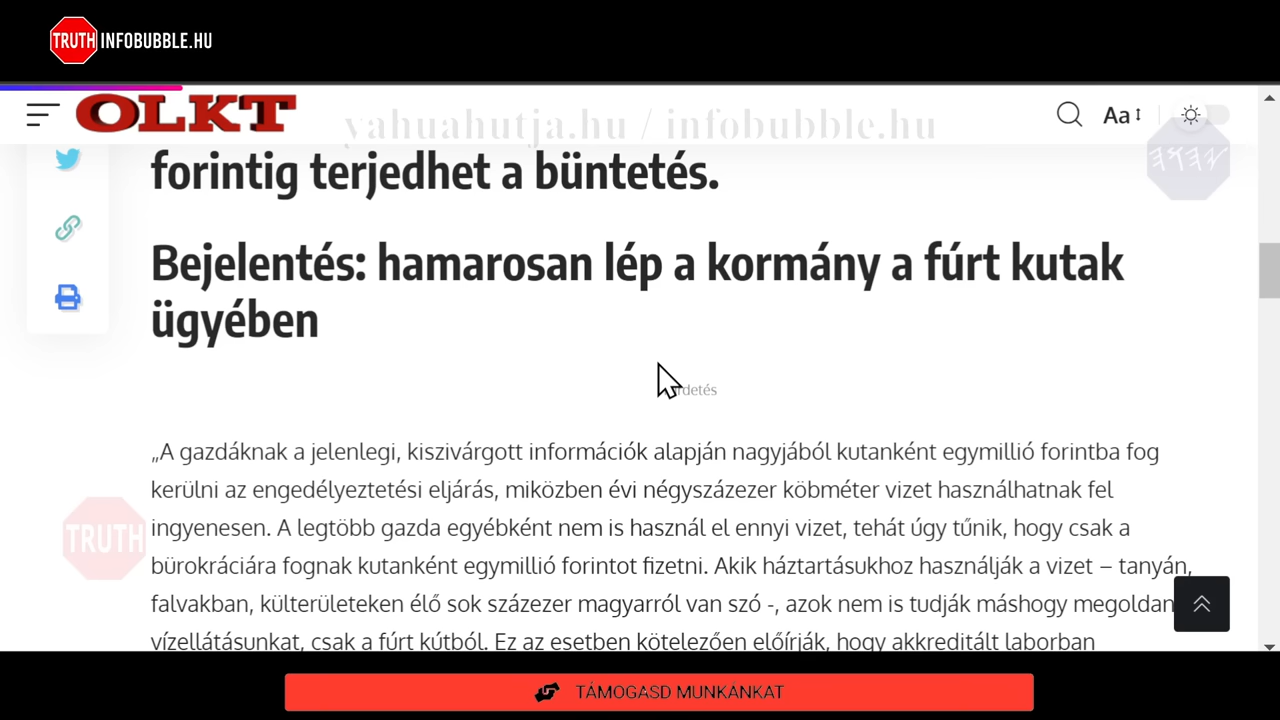 TRUTH INFOBUBBLE.HU
OLKT
yahuahutja.hu / infobubble.hu
Aa
forintig terjedhet a büntetés.
Bejelentés: hamarosan lép a kormány a fúrt kutak
ügyében
rdetés
„A gazdáknak a jelenlegi, kiszivárgott információk alapján nagyjából kutanként egymillió forintba fog
kerülni az engedélyeztetési eljárás, miközben évi négyszázezer köbméter vizet használhatnak fel
ingyenesen. A legtöbb gazda egyébként nem is használ el ennyi vizet, tehát úgy tűnik, hogy csak a
TRUTH
bürokráciára fognak kutanként egymillió forintot fizetni. Akik háztartásukhoz használják a vizet – tanyán,
falvakban, külterületeken élő sok százezer magyarról van szó -, azok nem is tudják máshogy megoldan
vízellátásunkat, csak a fúrt kútból. Ez az esetben kötelezően előírják, hogy akkreditált laborban
TÁMOGASD MUNKÁNKAT